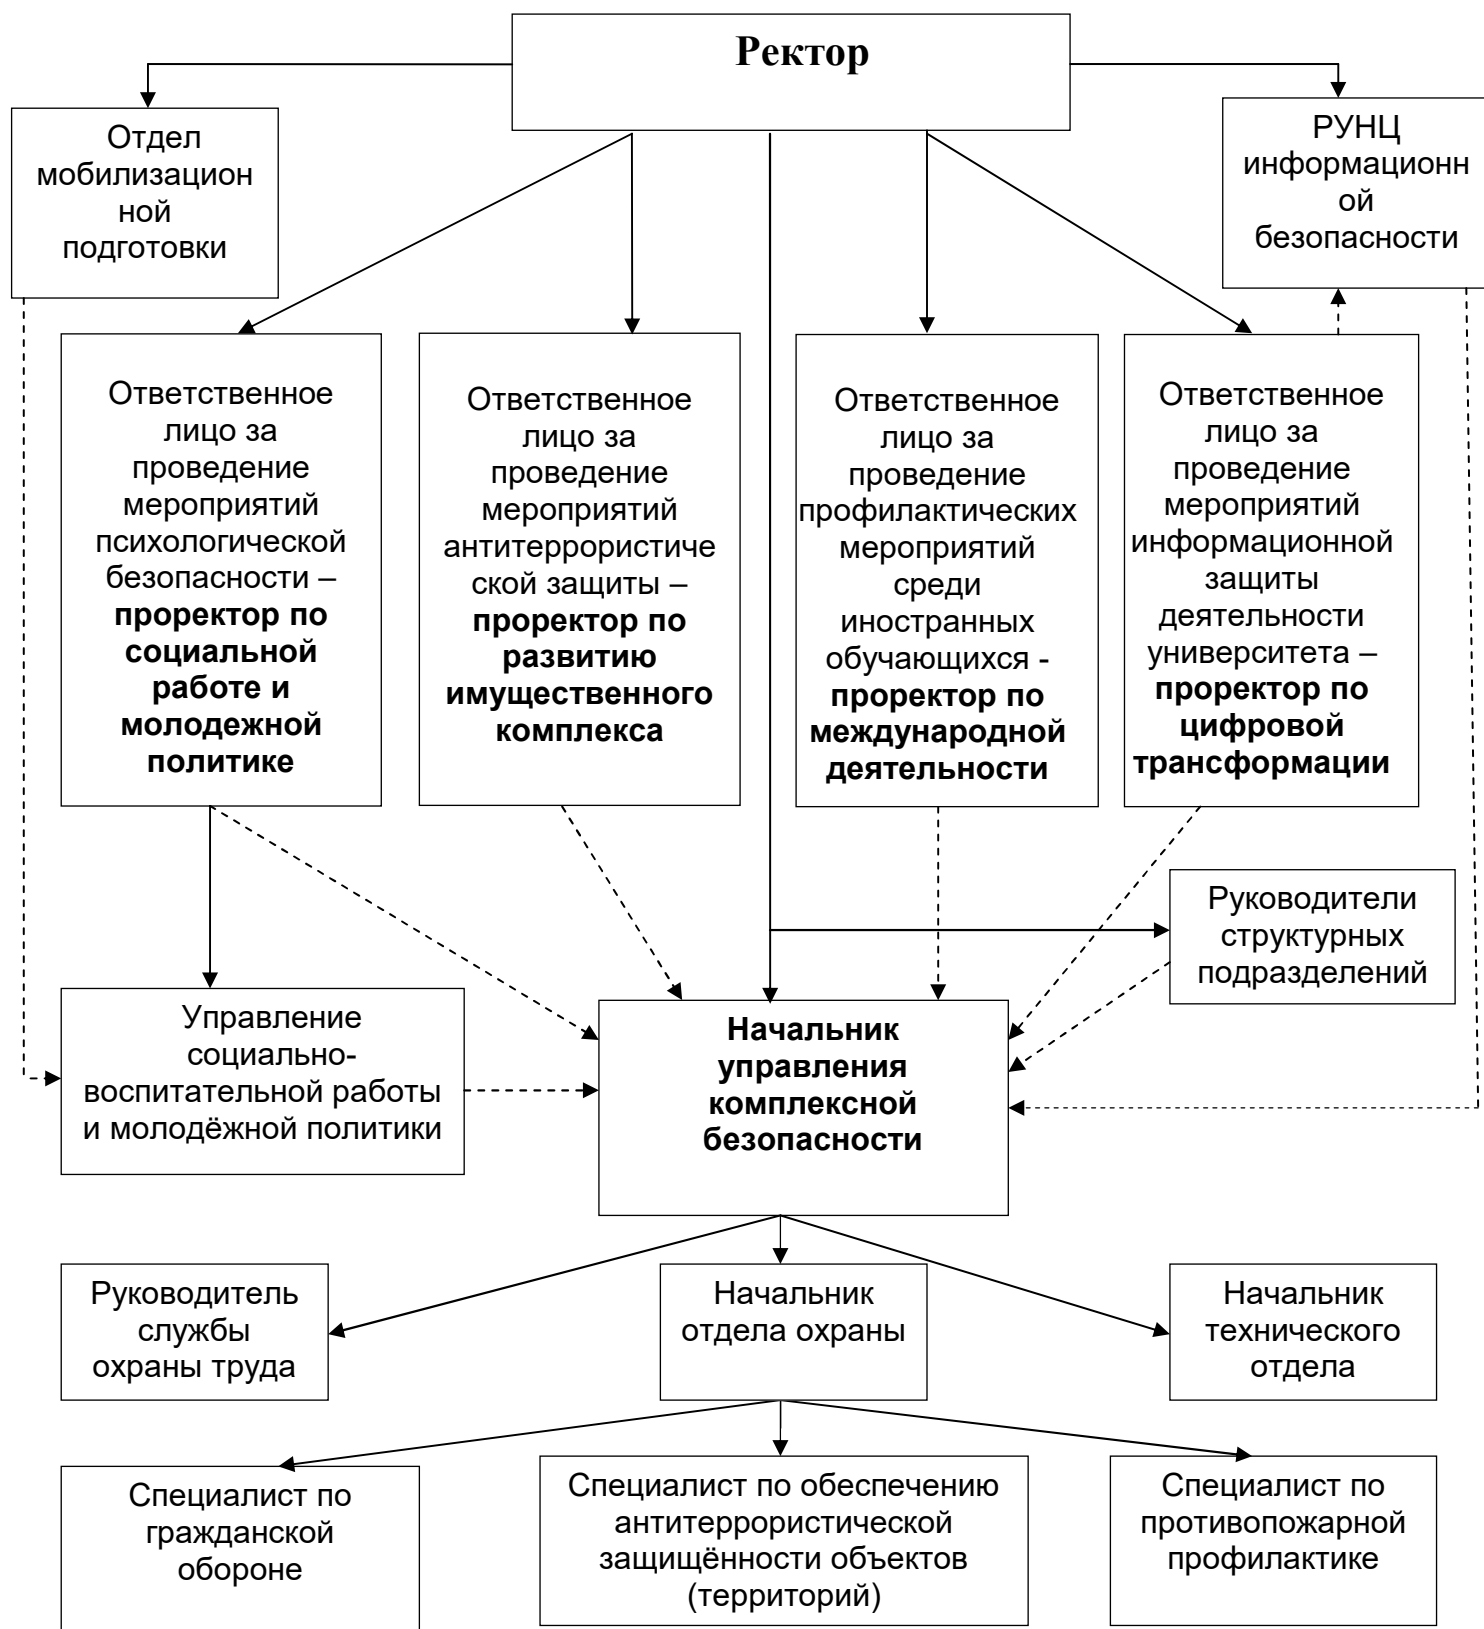 Ректор
Отдел
мобилизацион
ной
подготовки
РУНЦ
информационн
ой
безопасности
Ответственное
лицо за
проведение
мероприятий
психологической
безопасности –
проректор по
социальной
работе и
молодежной
политике
Ответственное
лицо за
проведение
мероприятий
антитеррористиче
ской защиты –
проректор по
развитию
имущественного
комплекса
Ответственное
лицо за
проведение
профилактических
мероприятий
среди
иностранных
обучающихся -
проректор по
международной
деятельности
Ответственное
лицо за
проведение
мероприятий
информационной
защиты
деятельности
университета –
проректор по
цифровой
трансформации
Руководители
структурных
подразделений
Управление
социально-
воспитательной работы
и молодёжной политики
Начальник
управления
комплексной
безопасности
Руководитель
службы
охраны труда
Начальник
отдела охраны
Начальник
технического
отдела
Специалист по
гражданской
обороне
Специалист по обеспечению
антитеррористической
защищённости объектов
(территорий)
Специалист по
противопожарной
профилактике